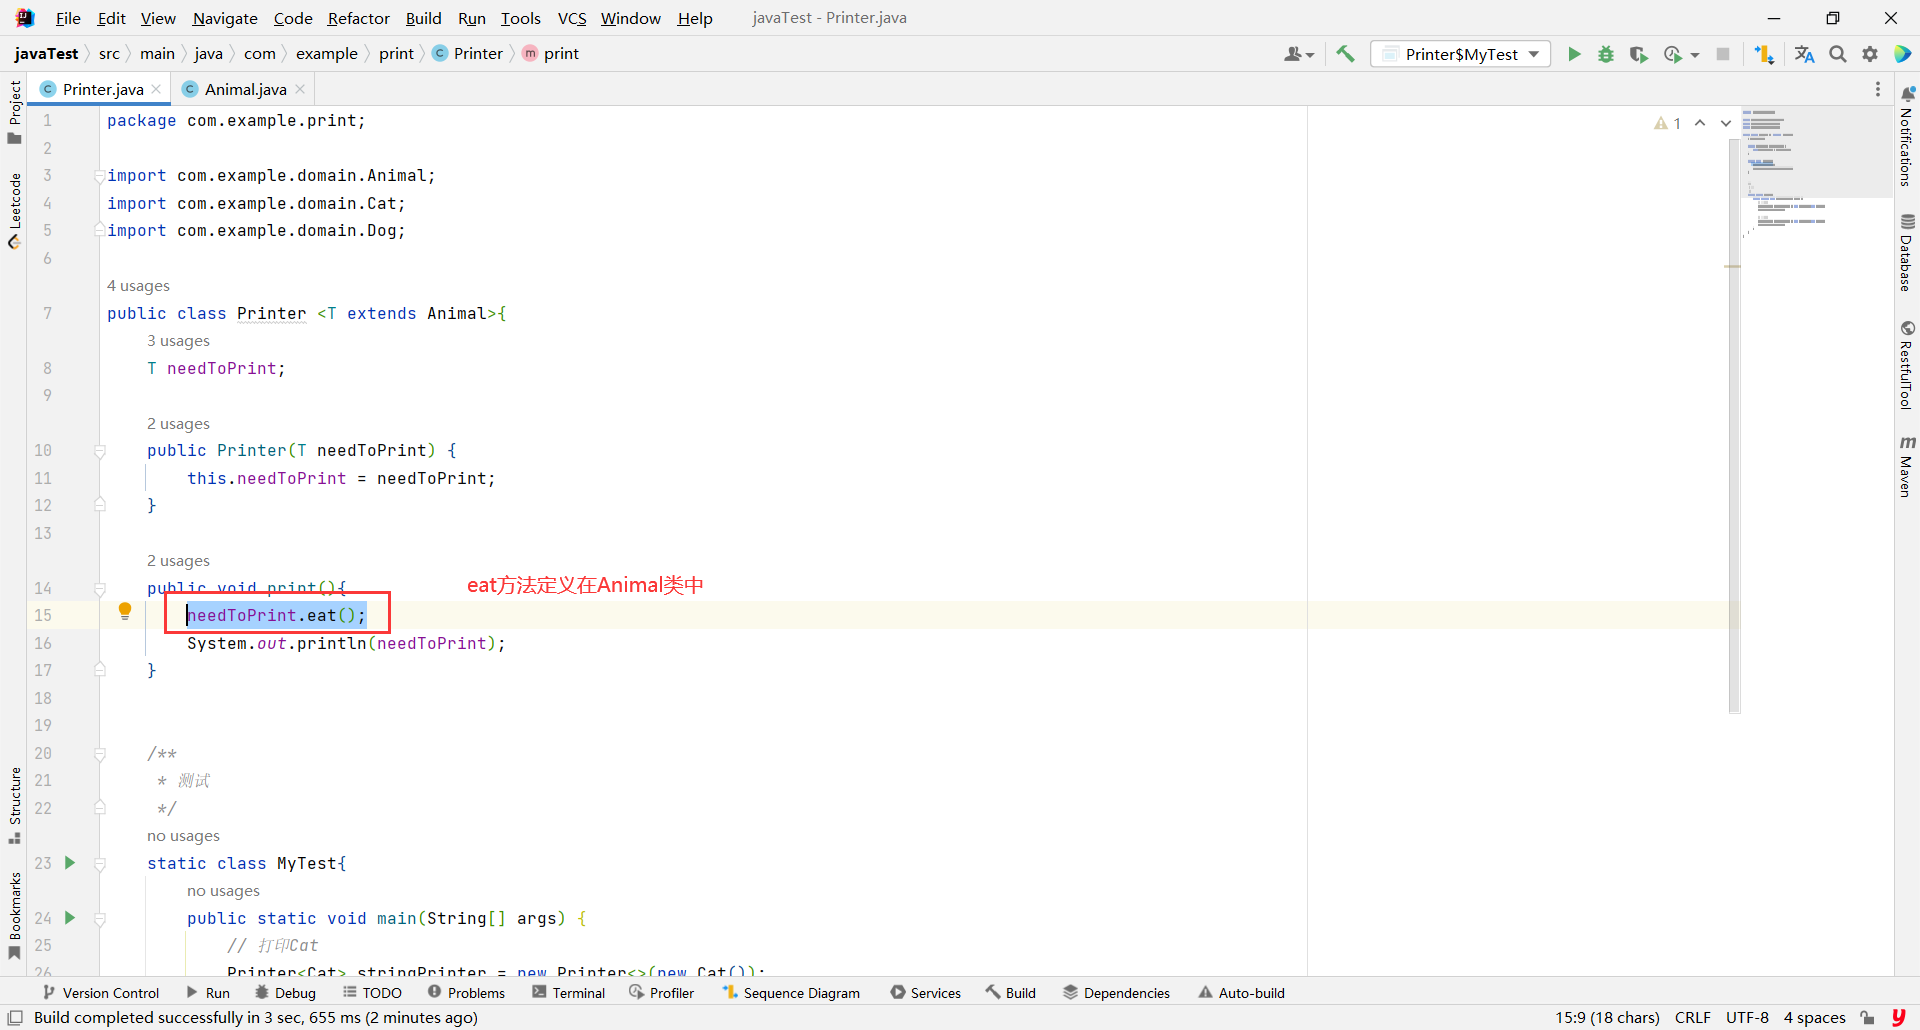 File Edit View Navigate Code Refactor Build Run Tools VCS Window Help javaTest - Printer.java
javaTest src main java com example print Printer print Printer$MyTest
Printer.java Animal.java
1 package com.example.print; 1
2
3 import com.example.domain.Animal;
4 import com.example.domain.Cat;
5 import com.example.domain.Dog;
6
4 usages
7 public class Printer <T extends Animal>{
3 usages
8 T needToPrint;
9
2 usages
10 public Printer(T needToPrint) {
11 this.needToPrint = needToPrint;
12 }
13
2 usages
14 public void print(){ eat方法定义在Animal类中
15 needToPrint.eat();
16 System.out.println(needToPrint);
17 }
18
19
20 /**
21 * 测试
22 */
no usages
23 static class MyTest{
no usages
24 public static void main(String[] args) {
25 // 打印Cat
26 Printer<Cat> stringPrinter = new Printer<>(new Cat());
Project
Leetcode
Structure
Bookmarks
Notifications
Database
RestfulTool
Maven
Version Control Run Debug TODO Problems Terminal Profiler Sequence Diagram Services Build Dependencies Auto-build
Build completed successfully in 3 sec, 655 ms (2 minutes ago) 15:9 (18 chars) CRLF UTF-8 4 spaces